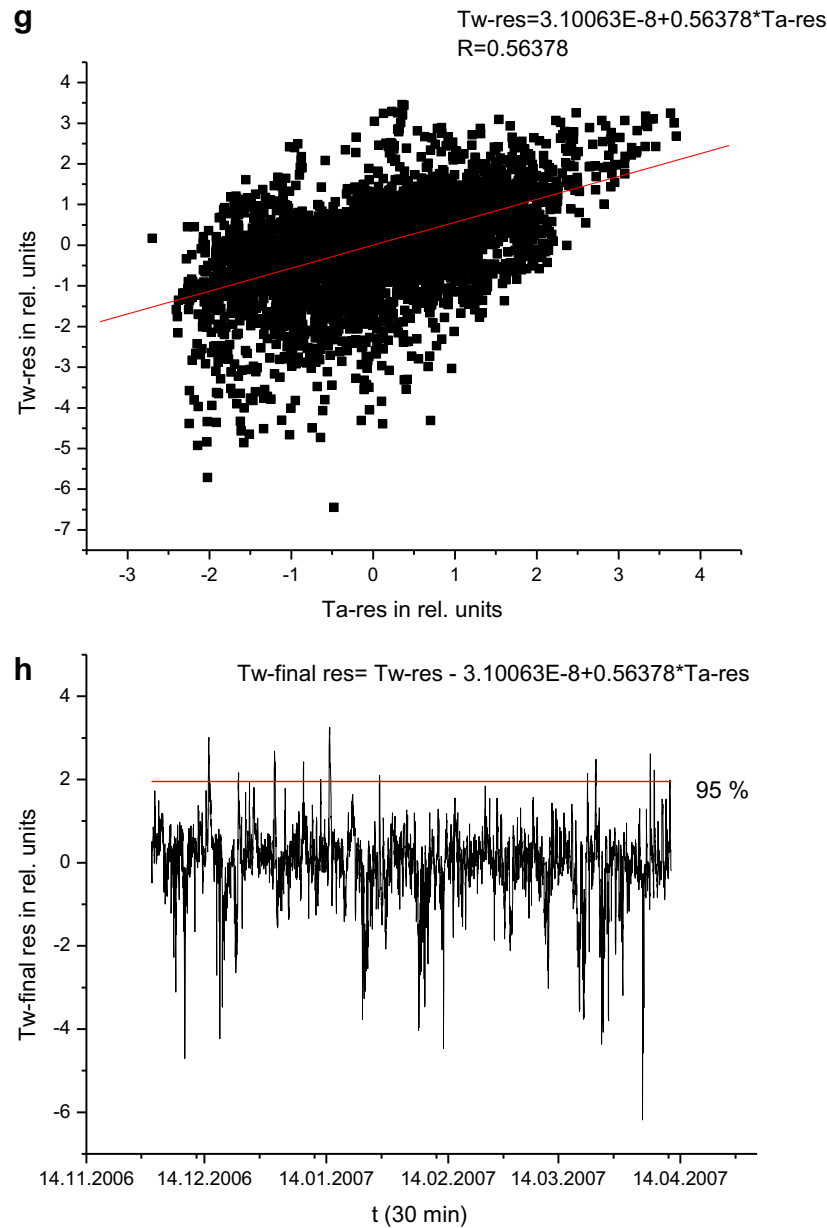 g
Tw-res=3.10063E-8+0.56378*Ta-res
R=0.56378
4
3
2
1
0
-1
-2
-3
-4
-5
-6
-7
Tw-res in rel. units
-3 -2 -1 0 1 2 3 4
Ta-res in rel. units
h
Tw-final res= Tw-res - 3.10063E-8+0.56378*Ta-res
4
2
0
-2
-4
-6
95 %
Tw-final res in rel. units
14.11.2006 14.12.2006 14.01.2007 14.02.2007 14.03.2007 14.04.2007
t (30 min)